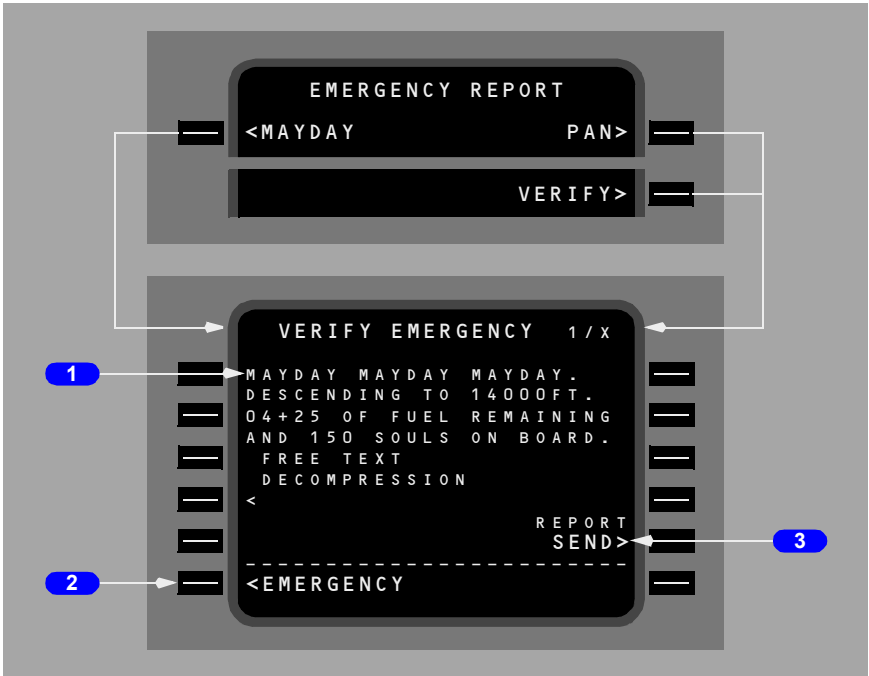 EMERGENCY REPORT
<MAYDAY PAN>
VERIFY>
VERIFY EMERGENCY 1/X
1
MAYDAY MAYDAY MAYDAY.
DESCENDING TO 14000FT.
04+25 OF FUEL REMAINING
AND 150 SOULS ON BOARD.
FREE TEXT
DECOMPRESSION
<
REPORT
SEND>
3
------------------------
2
<EMERGENCY